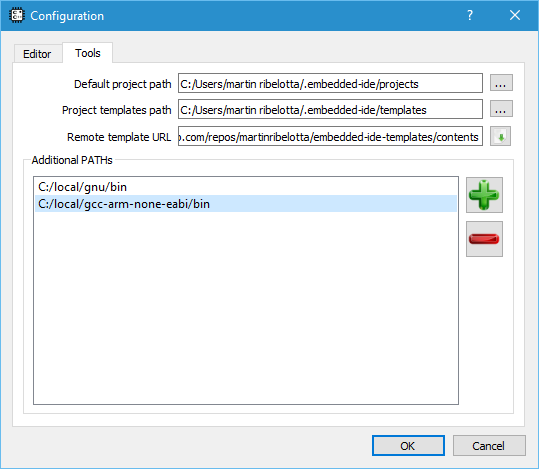 Configuration
?
Editor Tools
Default project path C:/Users/martin ribelotta/.embedded-ide/projects ...
Project templates path C:/Users/martin ribelotta/.embedded-ide/templates ...
Remote template URL o.com/repos/martinribelotta/embedded-ide-templates/contents
Additional PATHs
C:/local/gnu/bin
C:/local/gcc-arm-none-eabi/bin
OK Cancel